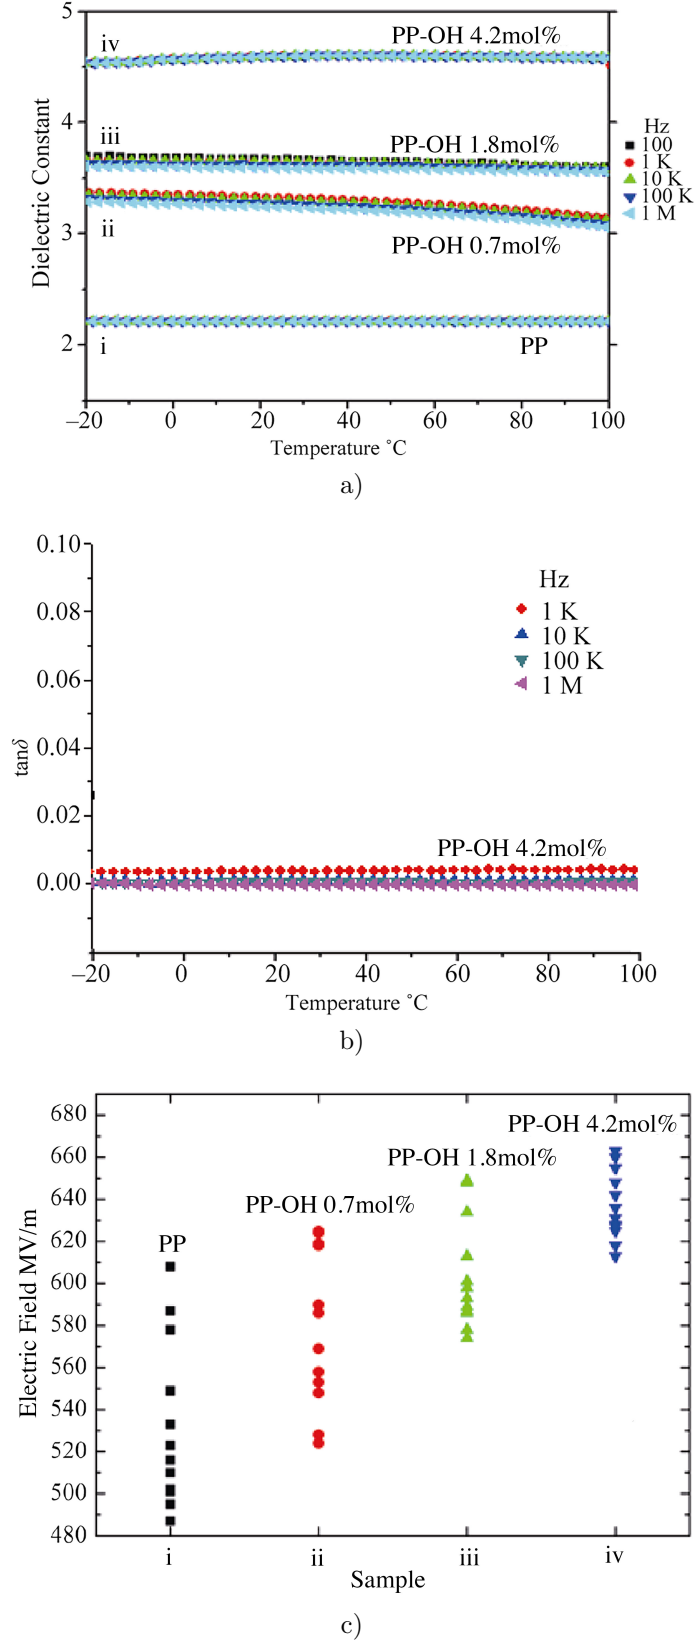 5
iv
PP-OH 4.2mol%
4
iii
PP-OH 1.8mol%
Hz
100
1 K
10 K
100 K
1 M
Dielectric Constant
3
ii
PP-OH 0.7mol%
2
i
PP
–20 0 20 40 60 80 100
Temperature °C
a)
0.10
Hz
0.08
1 K
10 K
100 K
0.06
1 M
0.04
tanδ
0.02
PP-OH 4.2mol%
0.00
–20 0 20 40 60 80 100
Temperature °C
b)
680
PP-OH 4.2mol%
660
PP-OH 1.8mol%
640
PP-OH 0.7mol%
620
PP
600
Electric Field MV/m
580
560
540
520
500
480
i ii iii iv
Sample
c)